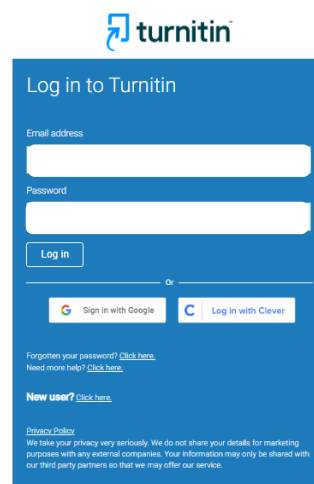 turnitin
Log in to Turnitin
Email address
Password
Log in
Or
Sign in with Google
Log in with Clever
Forgotten your password? Click here.
Need more help? Click here.
New user? Click here.
Privacy Policy
We take your privacy very seriously. We do not share your details for marketing
purposes with any external companies. Your information may only be shared with
our third party partners so that we may offer our service.